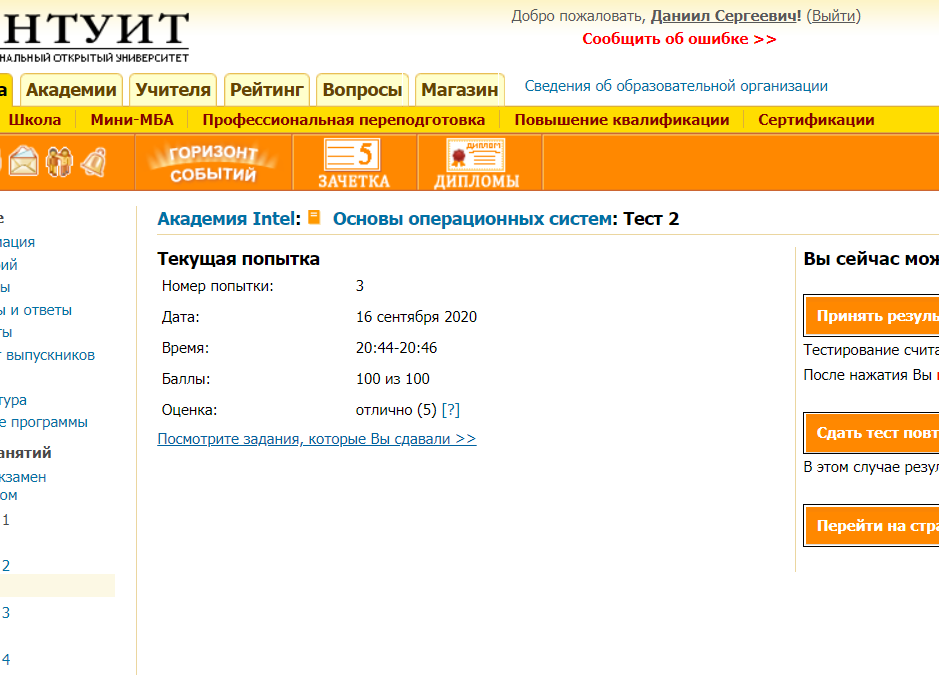 НТУИТ
НАЛЬНЫЙ ОТКРЫТЫЙ УНИВЕРСИТЕТ
Добро пожаловать, Даниил Сергеевич! (Выйти)
Сообщить об ошибке >>
а Академии Учителя Рейтинг Вопросы Магазин Сведения об образовательной организации
Школа Мини-МБА Профессиональная переподготовка Повышение квалификации Сертификации
ГОРИЗОНТ СОБЫТИЙ
5 ЗАЧЕТКА
ДИПЛОМ ДИПЛОМЫ
е
мация
рий
ы
ы и ответы
ты
т выпускников
тура
е программы
анятий
кзамен
ом
1
2
3
4
Академия Intel: Основы операционных систем: Тест 2
Текущая попытка
Номер попытки: 3
Дата: 16 сентября 2020
Время: 20:44-20:46
Баллы: 100 из 100
Оценка: отлично (5) [?]
Посмотрите задания, которые Вы сдавали >>
Вы сейчас мож
Принять резуль
Тестирование счита
После нажатия Вы
Сдать тест повт
В этом случае резул
Перейти на стра